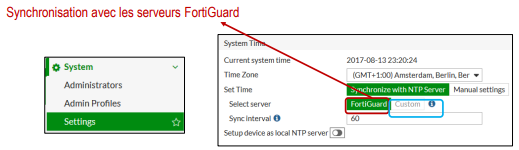 Synchronisation avec les serveurs FortiGuard
System
Administrators
Admin Profiles
Settings
System Time
Current system time 2017-08-13 23:20:24
Time Zone (GMT+1:00) Amsterdam, Berlin, Ber
Set Time Synchronize with NTP Server Manual settings
Select server FortiGuard Custom
Sync interval 60
Setup device as local NTP server